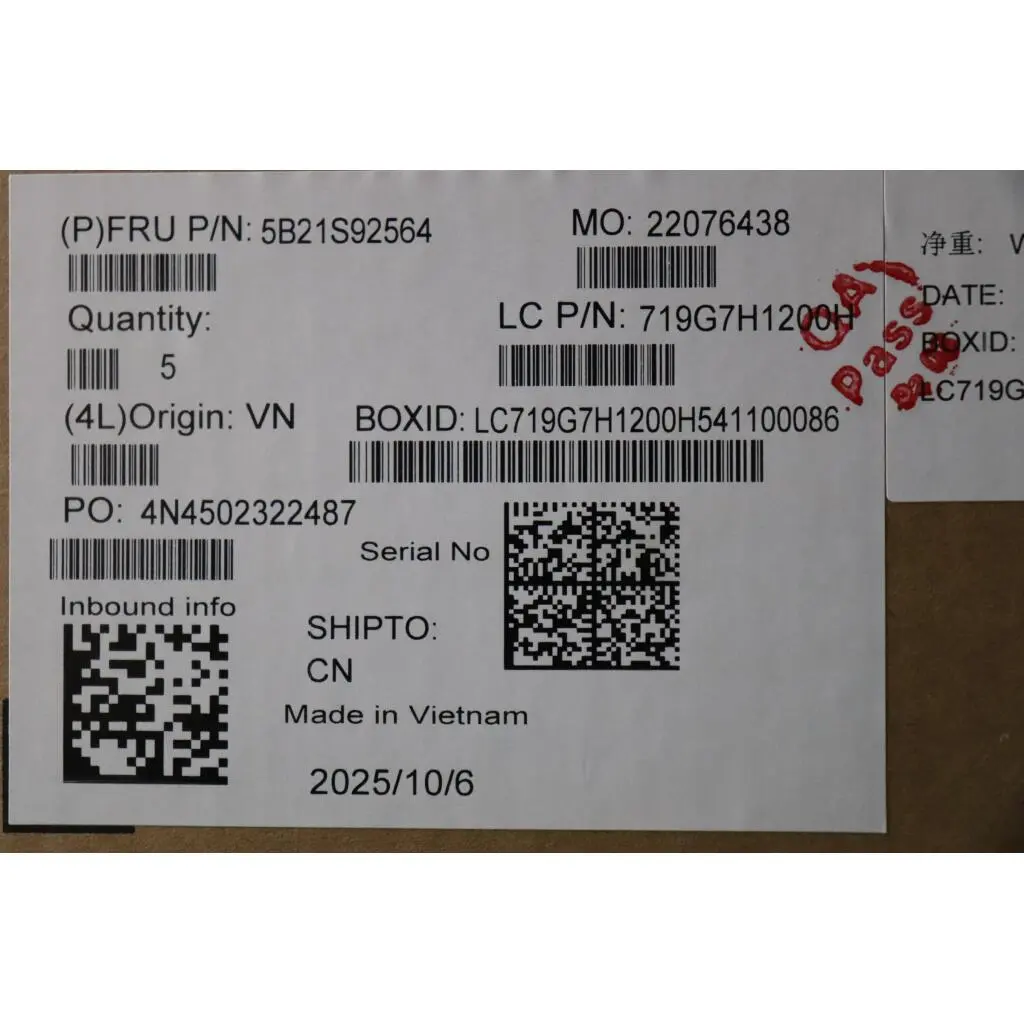 (P)FRU P/N: 5B21S92564
MO: 22076438
Quantity:
5
LC P/N: 719G7H1200H
(4L)Origin: VN
BOXID: LC719G7H1200H541100086
PO: 4N4502322487
Serial No
Inbound info
SHIPTO:
CN
Made in Vietnam
2025/10/6
净重:
DATE:
BOXID:
LC719G
QA
Pass